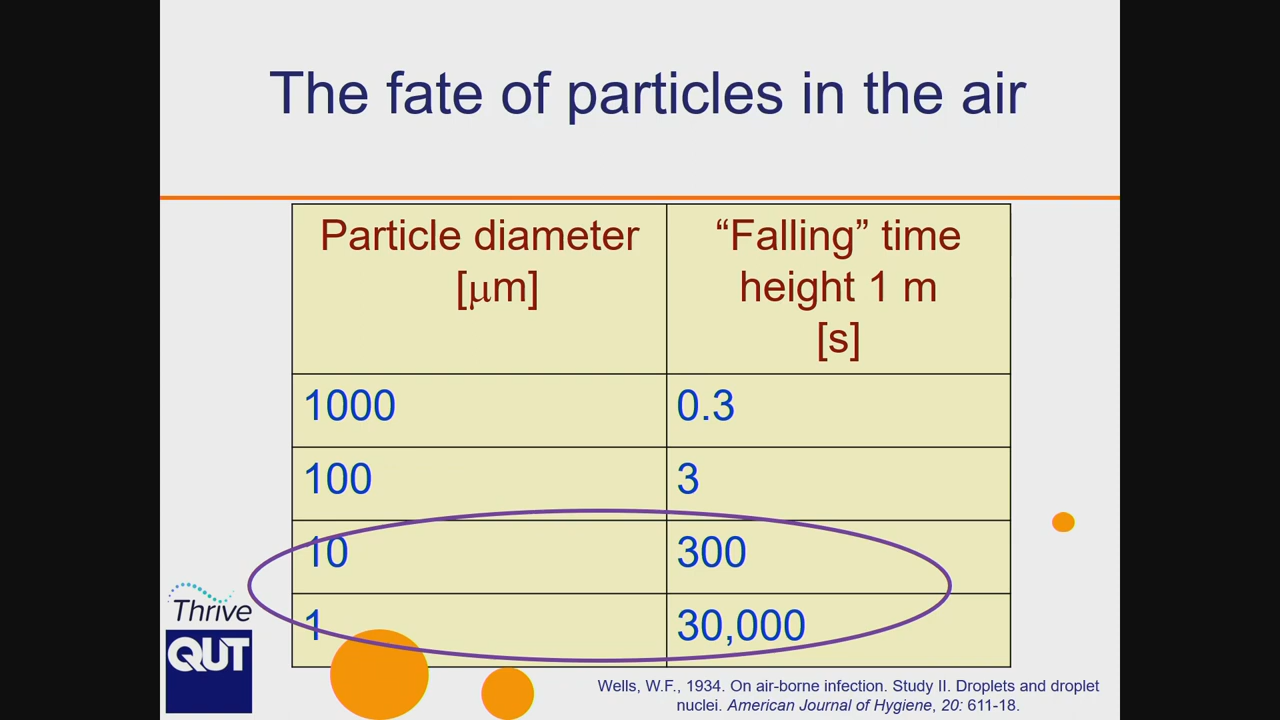 The fate of particles in the air
Particle diameter
[μm]
“Falling” time
height 1 m
[s]
1000
0.3
100
3
10
300
1
30,000
Thrive
QUT
Wells, W.F., 1934. On air-borne infection. Study II. Droplets and droplet
nuclei. American Journal of Hygiene, 20: 611-18.